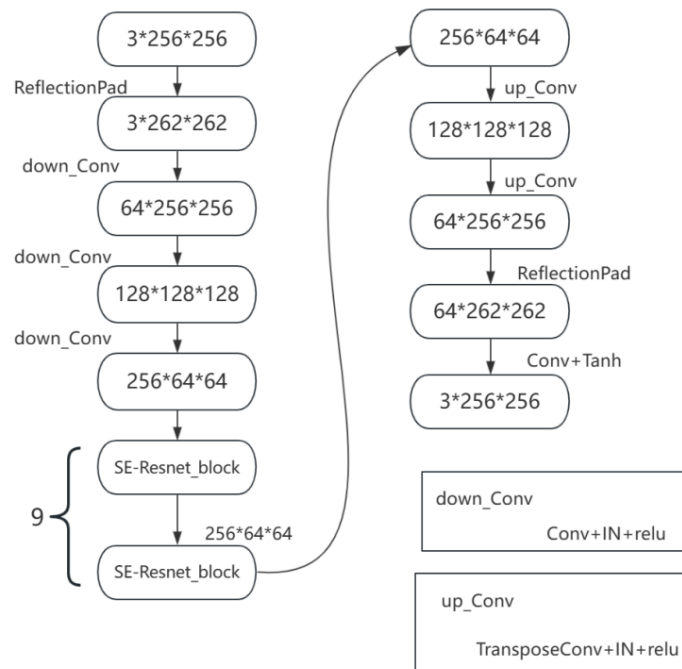 3*256*256
ReflectionPad
3*262*262
down_Conv
64*256*256
down_Conv
128*128*128
down_Conv
256*64*64
SE-Resnet_block
9
256*64*64
SE-Resnet_block
256*64*64
up_Conv
128*128*128
up_Conv
64*256*256
ReflectionPad
64*262*262
Conv+Tanh
3*256*256
down_Conv
Conv+IN+relu
up_Conv
TransposeConv+IN+relu